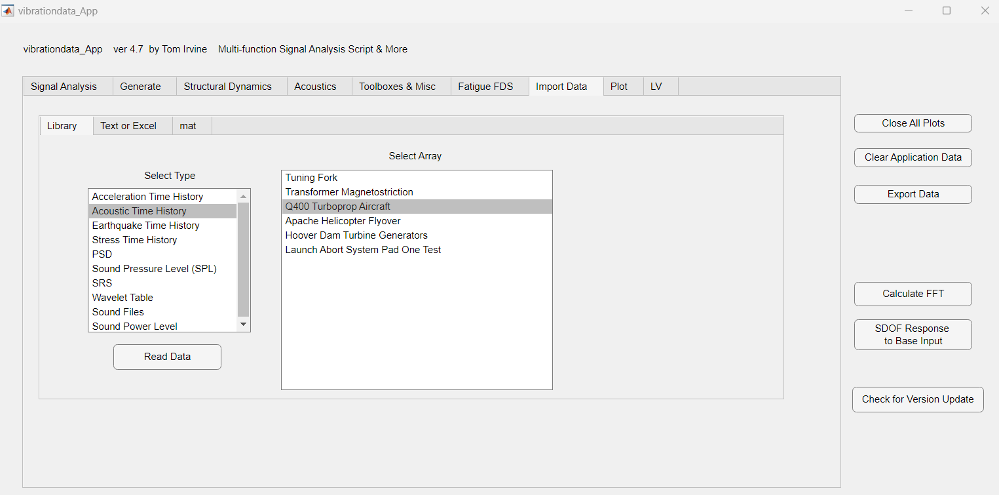 vibrationdata_App
vibrationdata_App ver 4.7 by Tom Irvine Multi-function Signal Analysis Script & More
Signal Analysis Generate Structural Dynamics Acoustics Toolboxes & Misc Fatigue FDS Import Data Plot LV
Library Text or Excel mat
Select Type
Acceleration Time History
Acoustic Time History
Earthquake Time History
Stress Time History
PSD
Sound Pressure Level (SPL)
SRS
Wavelet Table
Sound Files
Sound Power Level
Read Data
Select Array
Tuning Fork
Transformer Magnetostriction
Q400 Turboprop Aircraft
Apache Helicopter Flyover
Hoover Dam Turbine Generators
Launch Abort System Pad One Test
Close All Plots
Clear Application Data
Export Data
Calculate FFT
SDOF Response
to Base Input
Check for Version Update